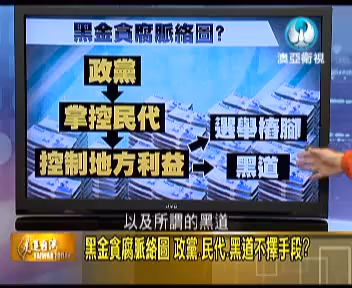 黑金貪腐脈絡圖?
澳亞衛視
政黨
掌控民代
選舉樁腳
控制地方利益
黑道
JVC
以及所謂的黑道
黑金貪腐脈絡圖 政黨.民代.黑道不擇手段?